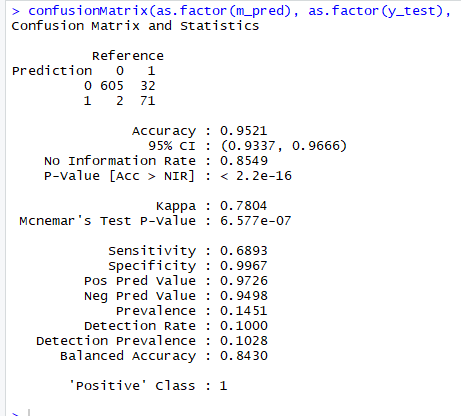 > confusionMatrix(as.factor(m_pred), as.factor(y_test),
Confusion Matrix and Statistics
Reference
Prediction 0 1
0 605 32
1 2 71
Accuracy : 0.9521
95% CI : (0.9337, 0.9666)
No Information Rate : 0.8549
P-Value [Acc > NIR] : < 2.2e-16
Kappa : 0.7804
Mcnemar's Test P-Value : 6.577e-07
Sensitivity : 0.6893
Specificity : 0.9967
Pos Pred Value : 0.9726
Neg Pred Value : 0.9498
Prevalence : 0.1451
Detection Rate : 0.1000
Detection Prevalence : 0.1028
Balanced Accuracy : 0.8430
'Positive' Class : 1
>